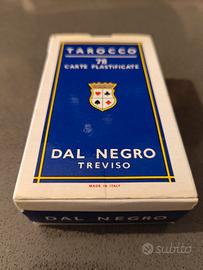 TAROCCO
78
CARTE PLASTIFICATE
DAL NEGRO
TREVISO
MADE IN ITALY
DAL NEGRO
subito